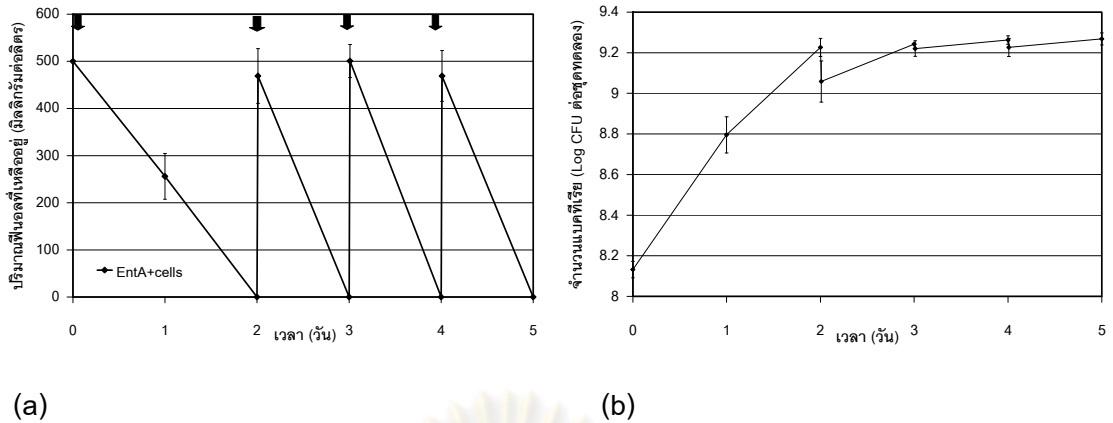 ปริมาณฟีนอลที่เหลืออยู่ (มิลลิกรัมต่อลิตร)
600
500
400
300
200
100
0
EntA+cells
0 1 2 3 4 5
เวลา (วัน)
(a)
จำนวนแบคทีเรีย (Log CFU ต่อชุดทดลอง)
9.4
9.2
9
8.8
8.6
8.4
8.2
8
0 1 2 3 4 5
เวลา (วัน)
(b)